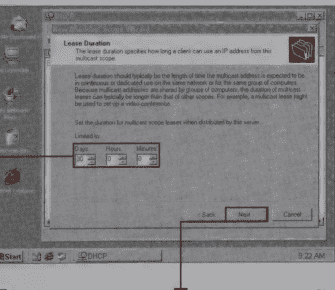 Lease Duration
The lease duration specifies how long a client can use an IP address from this
multicast scope.
Lease duration should typically be the length of time the multicast address is expected to be
in continuous or dedicated use on the same network or for the same group of computers.
Because multicast addresses are shared by groups of computers, the duration of multicast
leases can typically be longer than that of other scopes. For example, a multicast lease might
be used to set up a video conference.
Set the duration for multicast scope leases when distributed by this server.
Limited to:
Days: Hours: Minutes:
30 0 0
Back Next Cancel
Start DHCP 9:22 AM